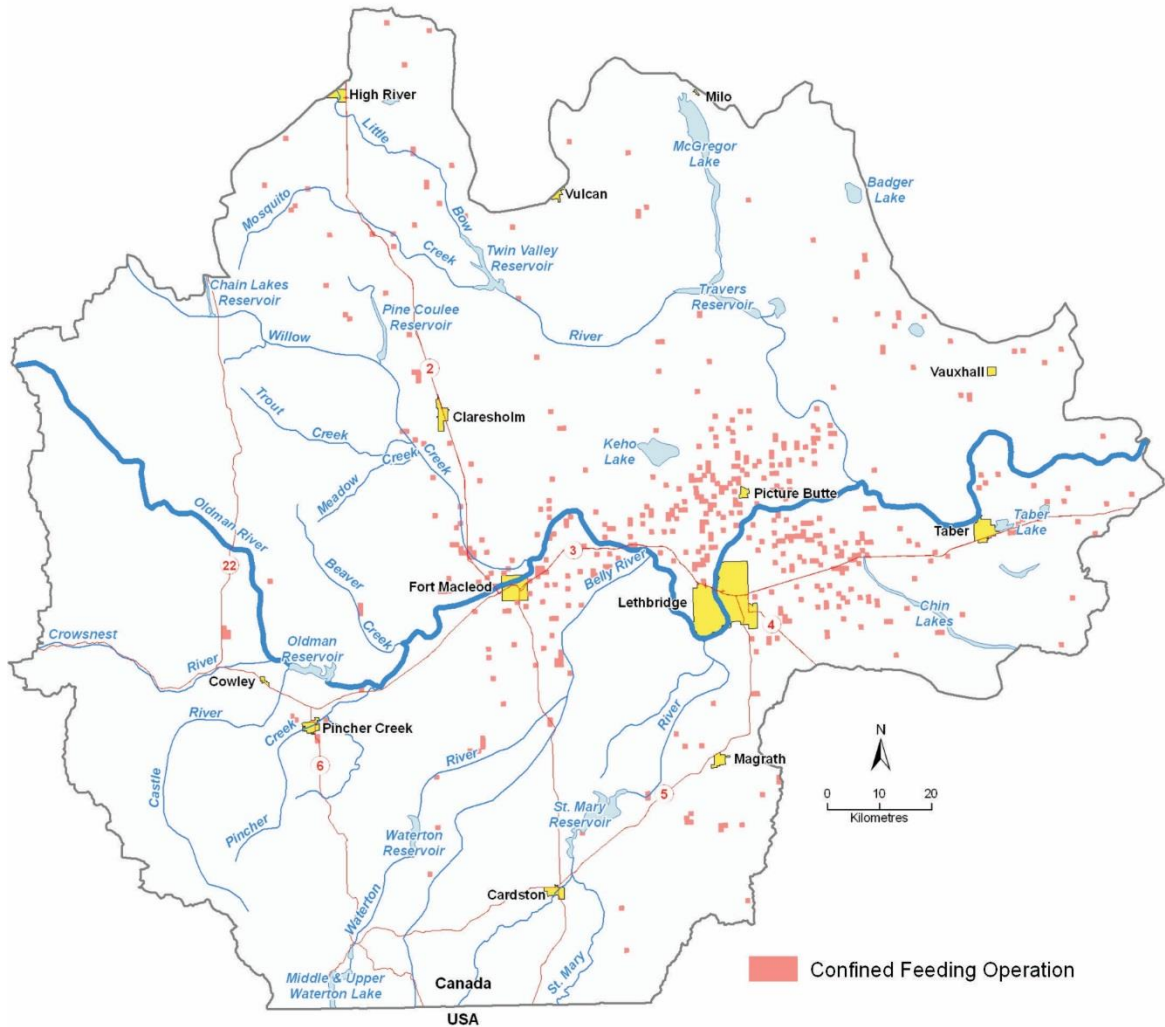 High River
Milo
Little
McGregor
Lake
Badger
Lake
Vulcan
Mosquito
Bow
Creek
Twin Valley
Reservoir
Chain Lakes
Reservoir
Travers
Reservoir
Pine Coulee
Reservoir
Willow
River
2
Vauxhall
Trout
Creek
Claresholm
Creek
Creek
Keho
Lake
Meadow
Picture Butte
Oldman River
Taber
Taber
Lake
3
22
Beaver
Fort Macleod
Belly River
Lethbridge
Chin
Lakes
4
Crowsnest
River
Creek
Oldman
Reservoir
Cowley
River
Creek
Pincher Creek
River
River
N
Magrath
6
5
0 10 20
Kilometres
Castle
Pincher
St. Mary
Reservoir
Waterton
Reservoir
Cardston
Waterton
Middle & Upper
Waterton Lake
St. Mary
Canada
USA
Confined Feeding Operation